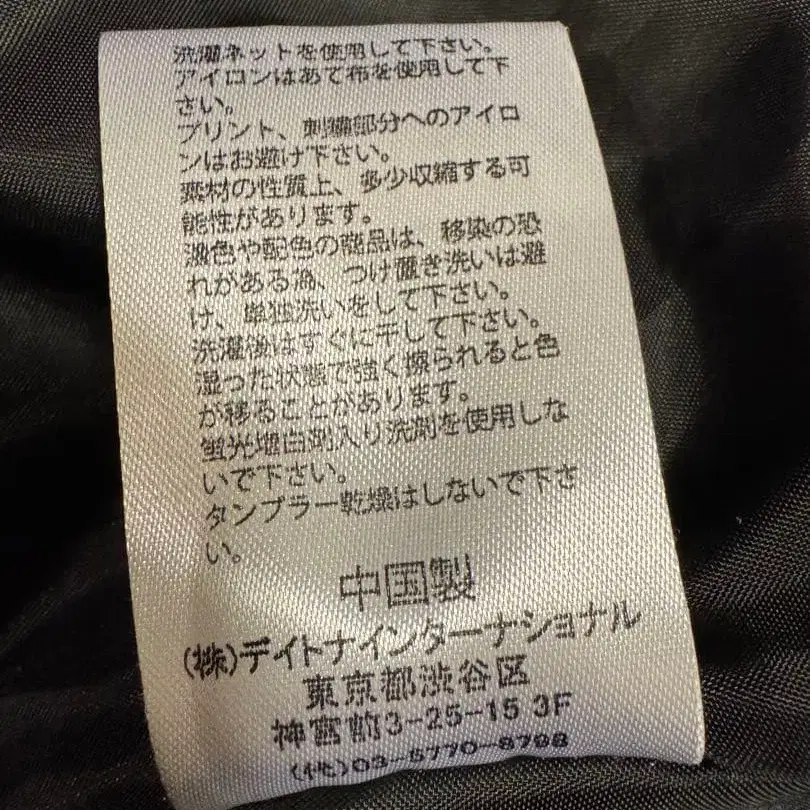 洗濯ネットを使用して下さい。
アイロンはあて布を使用して下
さい。
プリント、刺繍部分へのアイロ
ンはお避け下さい。
素材の性質上、多少収縮する可
能性があります。
濃色や配色の商品は、移染の恐
れがある為、つけ置き洗いは避
け、単独洗いをして下さい。
洗濯後はすぐに干して下さい。
湿った状態で強く擦られると色
が移ることがあります。
蛍光増白剤入り洗剤を使用しな
いで下さい。
タンブラー乾燥はしないで下さ
い。
中国製
(株)デイトナインターナショナル
東京都渋谷区
神宮前3-25-15 3F
(代)03-5770-8798